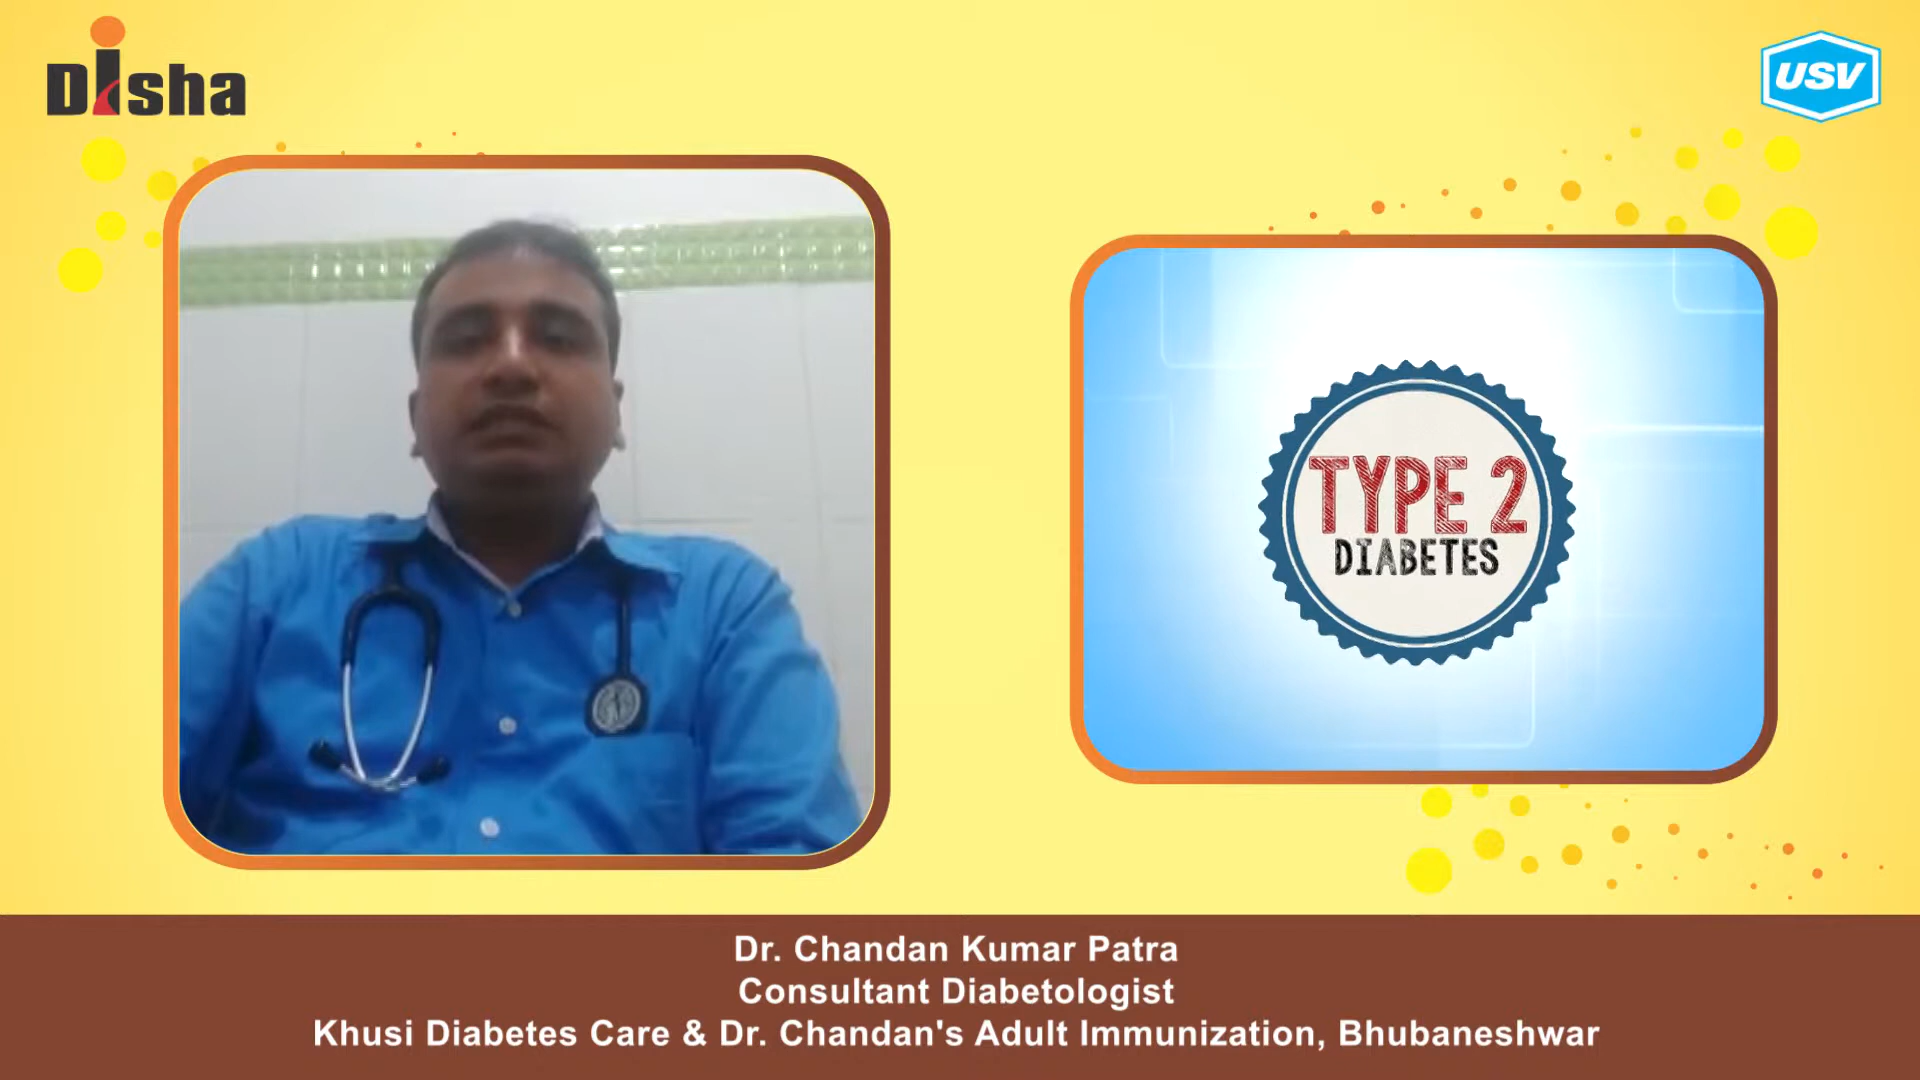 Disha
USV
TYPE 2
DIABETES
Dr. Chandan Kumar Patra
Consultant Diabetologist
Khusi Diabetes Care & Dr. Chandan's Adult Immunization, Bhubaneshwar